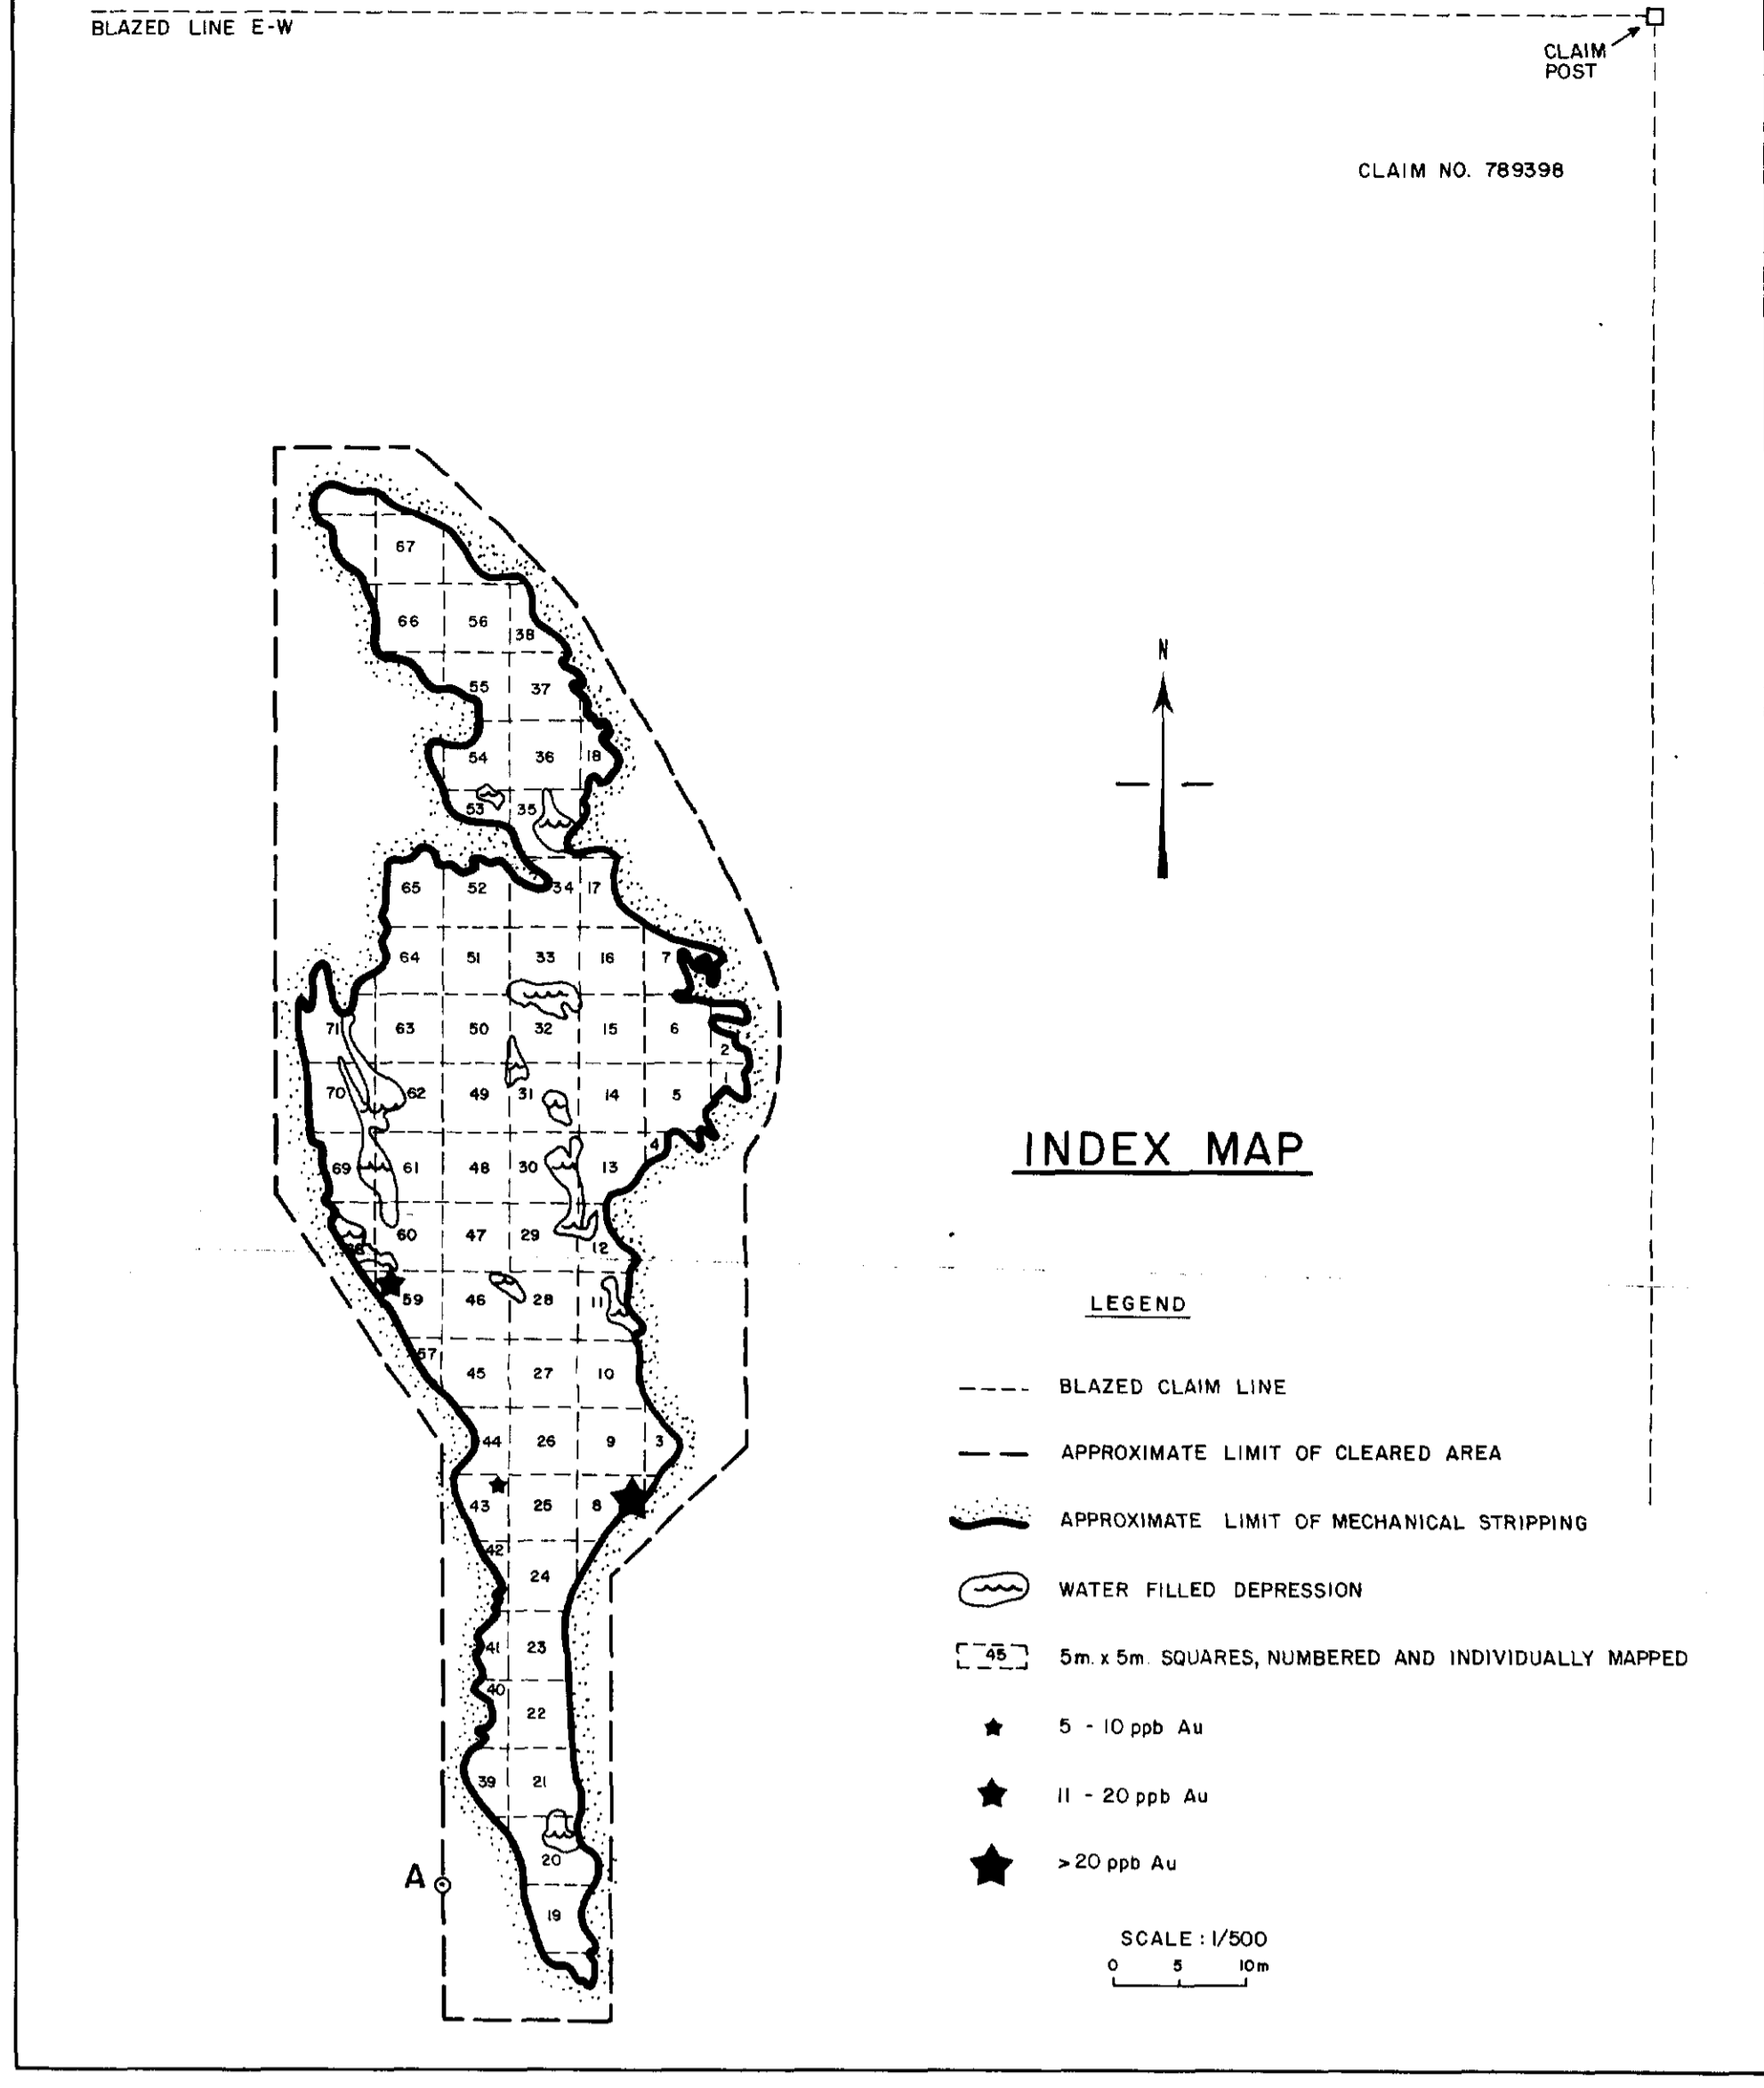 BLAZED LINE E-W
CLAIM
POST
CLAIM NO. 789398
67
66 56 38
55 37
54 36 18
53 35
65 52 34 17
64 51 33 16 7
71 63 50 32 15 6
2
70 62 49 31 14 5
1
4
69 61 48 30 13
60 47 29 12
59 46 28 11
57 45 27 10
44 26 9 3
43 25 8
42
24
41 23
40
22
39 21
20
19
A
N
INDEX MAP
LEGEND
BLAZED CLAIM LINE
APPROXIMATE LIMIT OF CLEARED AREA
APPROXIMATE LIMIT OF MECHANICAL STRIPPING
WATER FILLED DEPRESSION
45 5m. x 5m. SQUARES, NUMBERED AND INDIVIDUALLY MAPPED
5 - 10 ppb Au
11 - 20 ppb Au
>20 ppb Au
SCALE : 1/500
0 5 10m